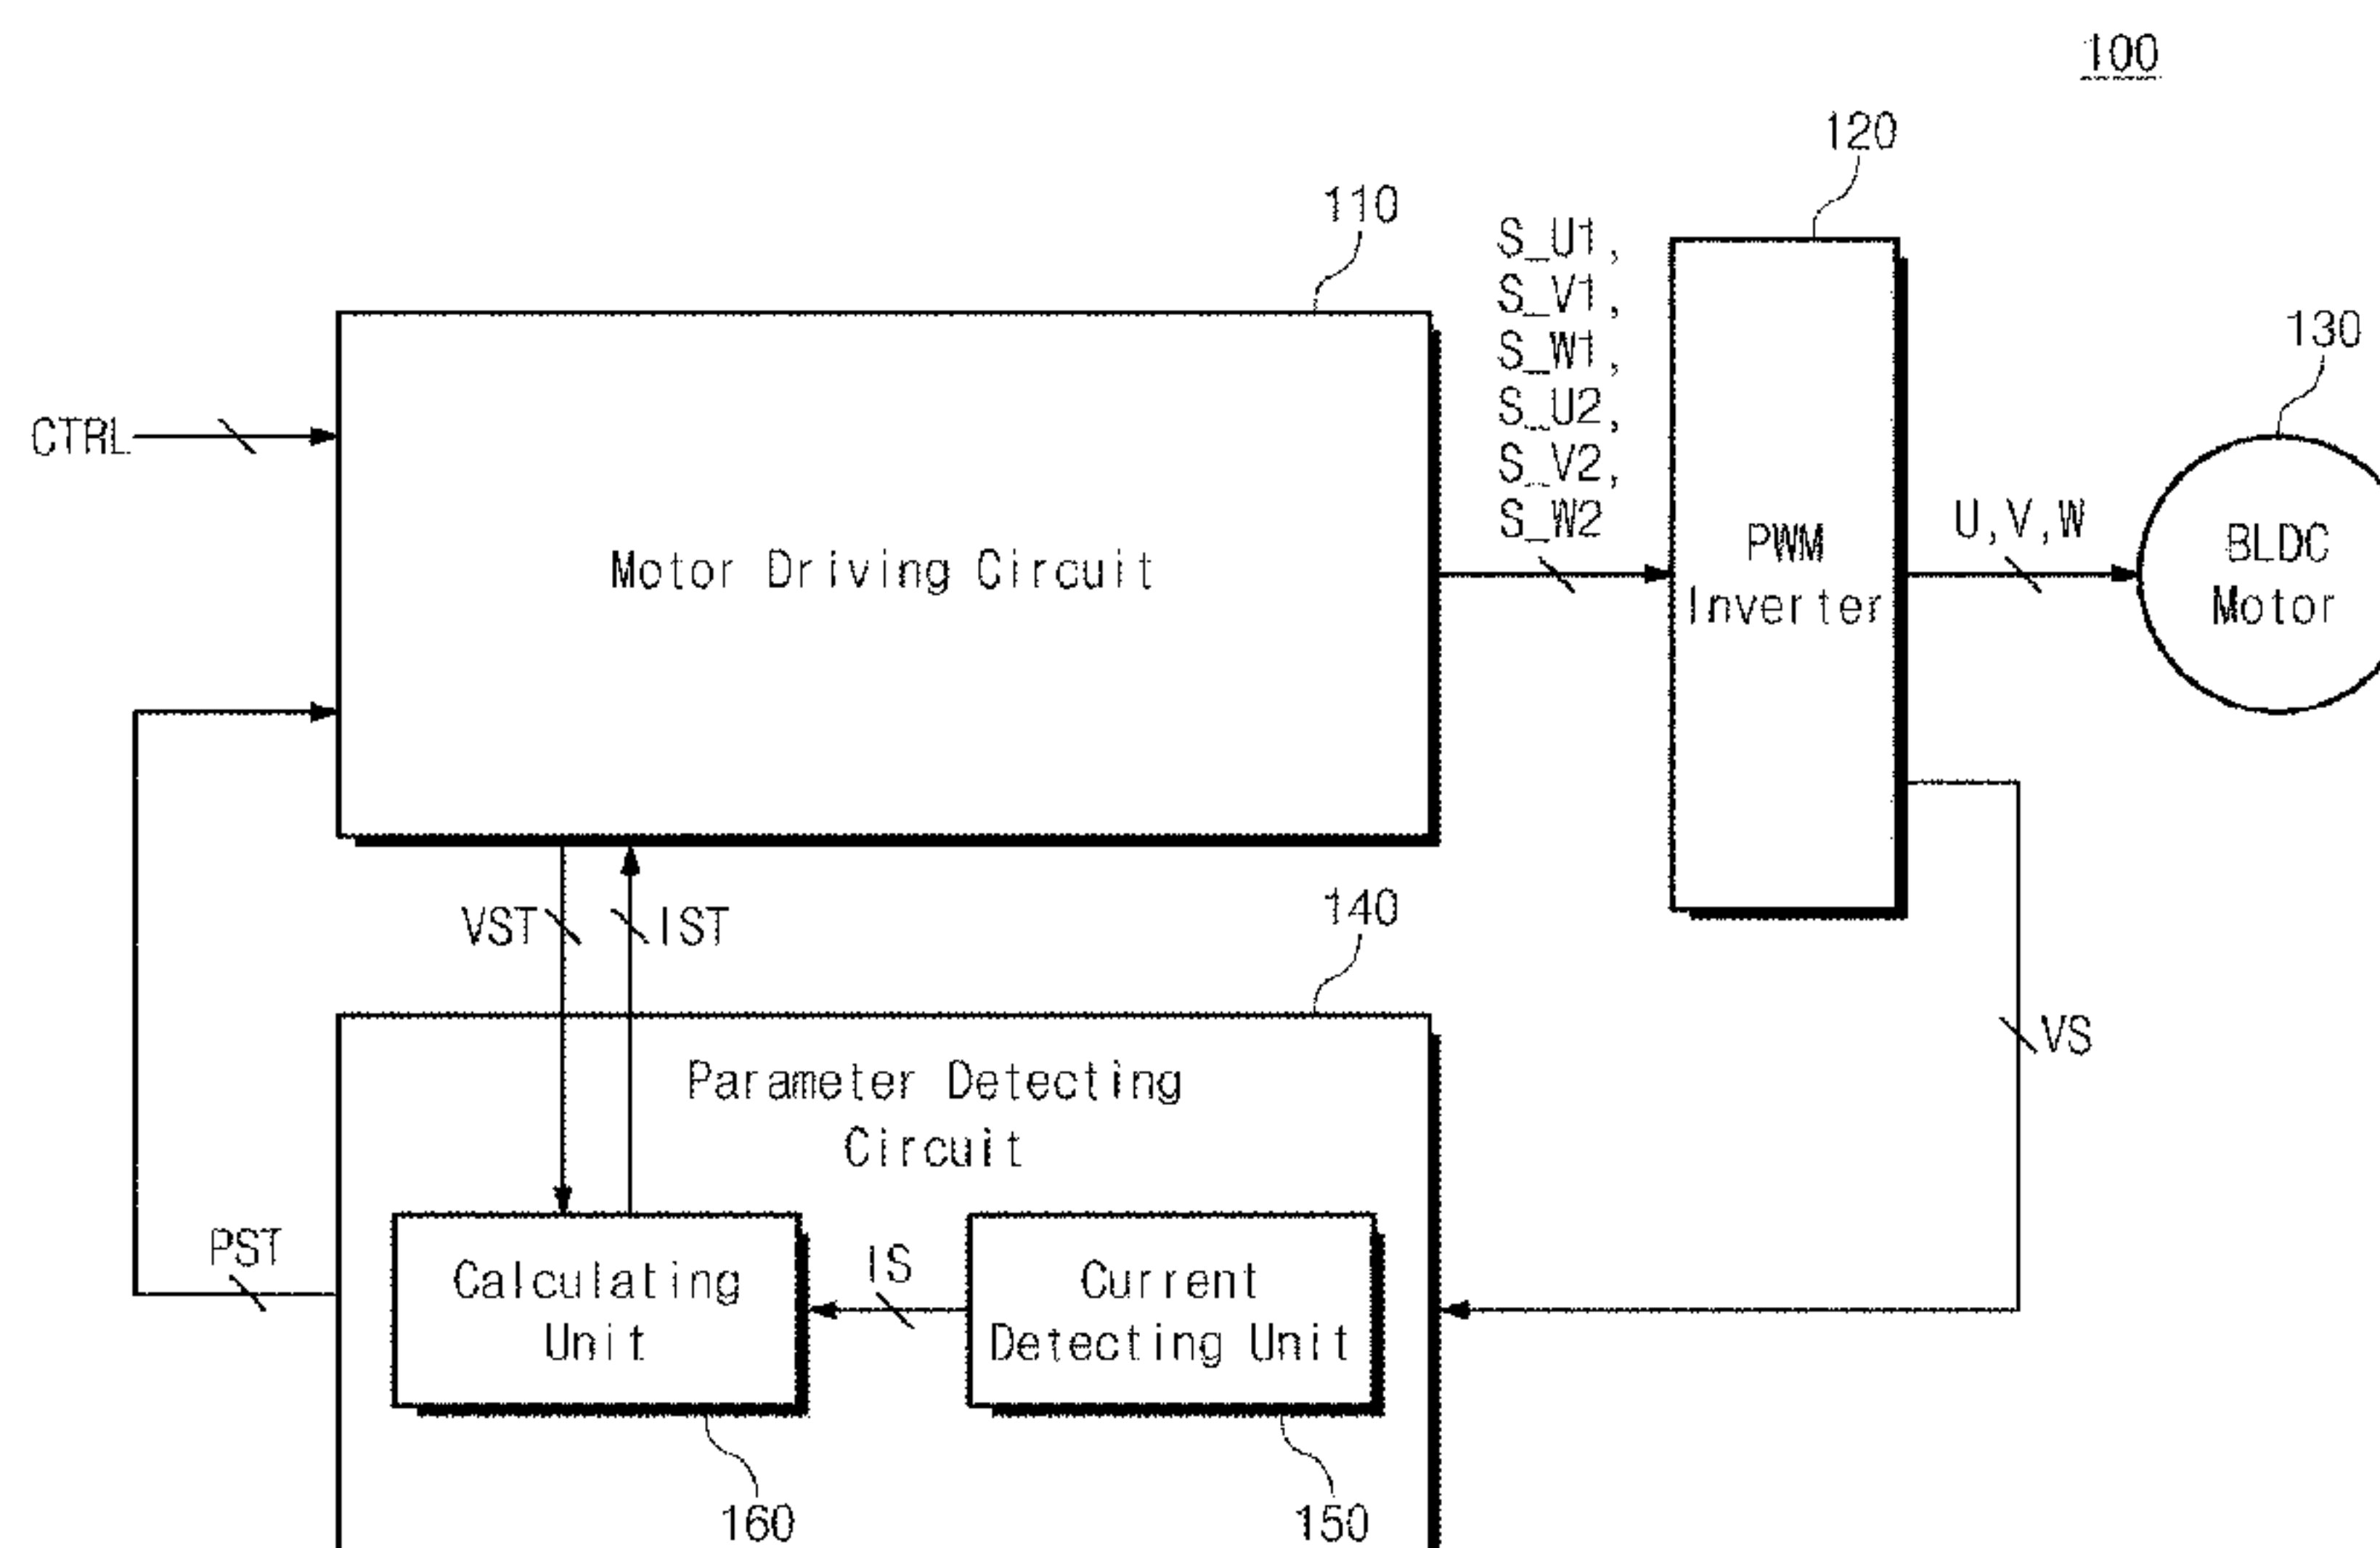 100
120
110
S_U1,
S_V1,
S_W1,
S_U2,
S_V2,
S_W2
130
CTRL
Motor Driving Circuit
PWM
Inverter
U,V,W
BLDC
Motor
VST
IST
140
VS
Parameter Detecting
Circuit
PST
Calculating
Unit
IS
Current
Detecting Unit
160
150